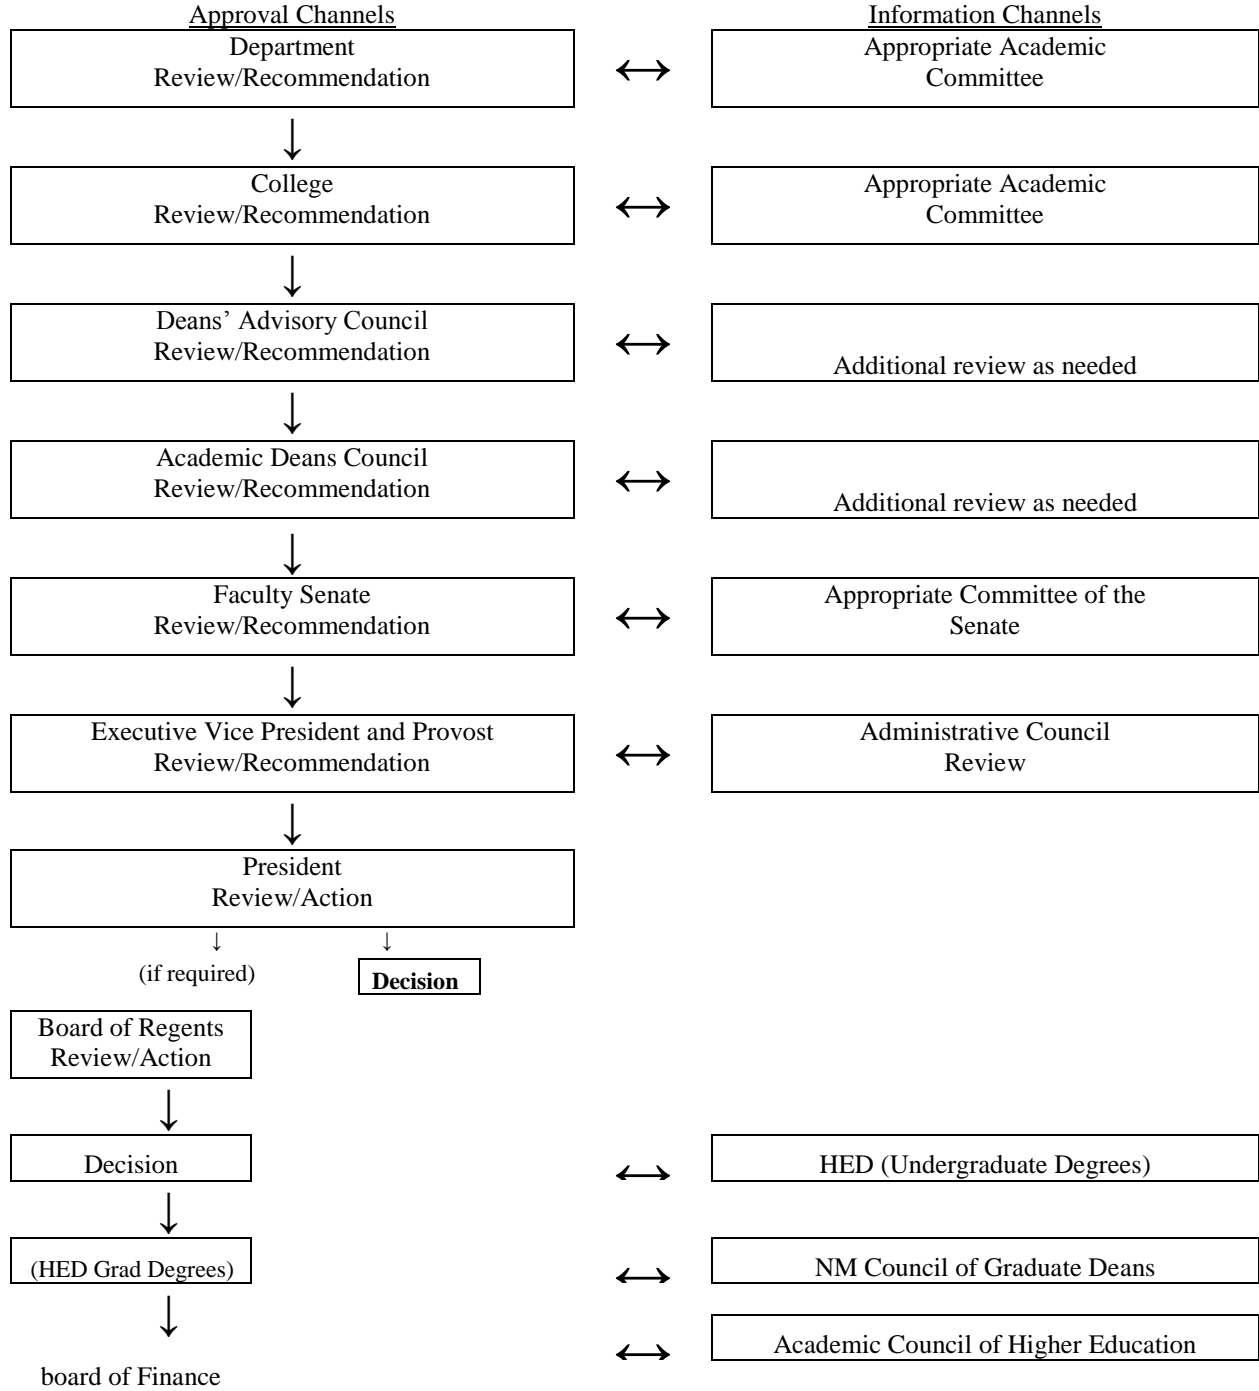 Approval Channels
Information Channels
Department
Review/Recommendation
Appropriate Academic
Committee
College
Review/Recommendation
Appropriate Academic
Committee
Deans’ Advisory Council
Review/Recommendation
Additional review as needed
Academic Deans Council
Review/Recommendation
Additional review as needed
Faculty Senate
Review/Recommendation
Appropriate Committee of the
Senate
Executive Vice President and Provost
Review/Recommendation
Administrative Council
Review
President
Review/Action
(if required)
Decision
Board of Regents
Review/Action
Decision
HED (Undergraduate Degrees)
(HED Grad Degrees)
NM Council of Graduate Deans
Academic Council of Higher Education
board of Finance